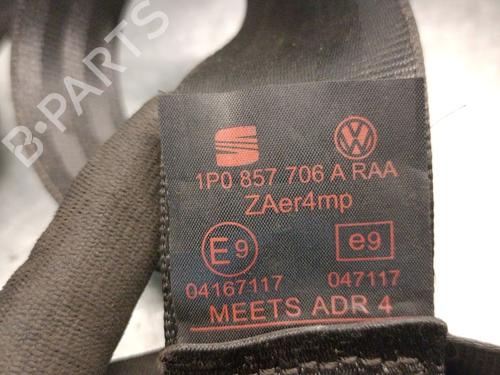 B-PARTS
1P0 857 706 A RAA
ZAer4mp
E9 e9
04167117 047117
MEETS ADR 4